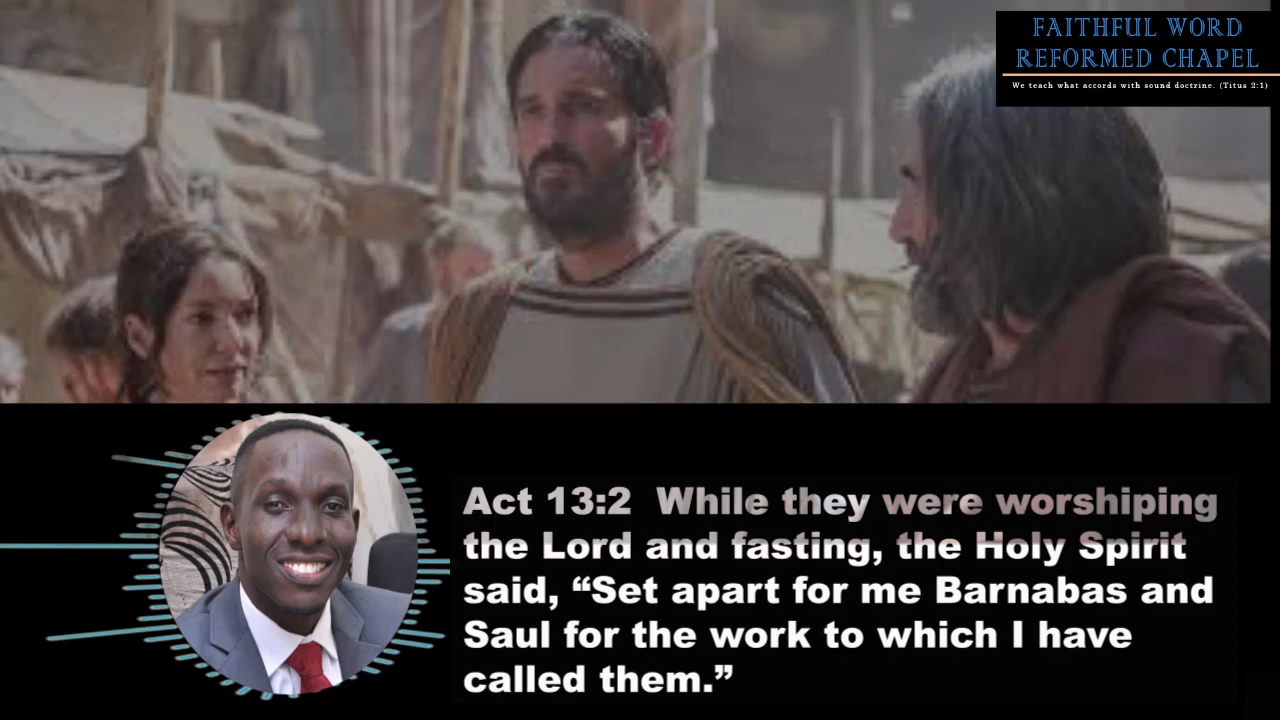 FAITHFUL WORD
REFORMED CHAPEL
We teach what accords with sound doctrine. (Titus 2:1)
Act 13:2  While they were worshiping
the Lord and fasting, the Holy Spirit
said, “Set apart for me Barnabas and
Saul for the work to which I have
called them.”